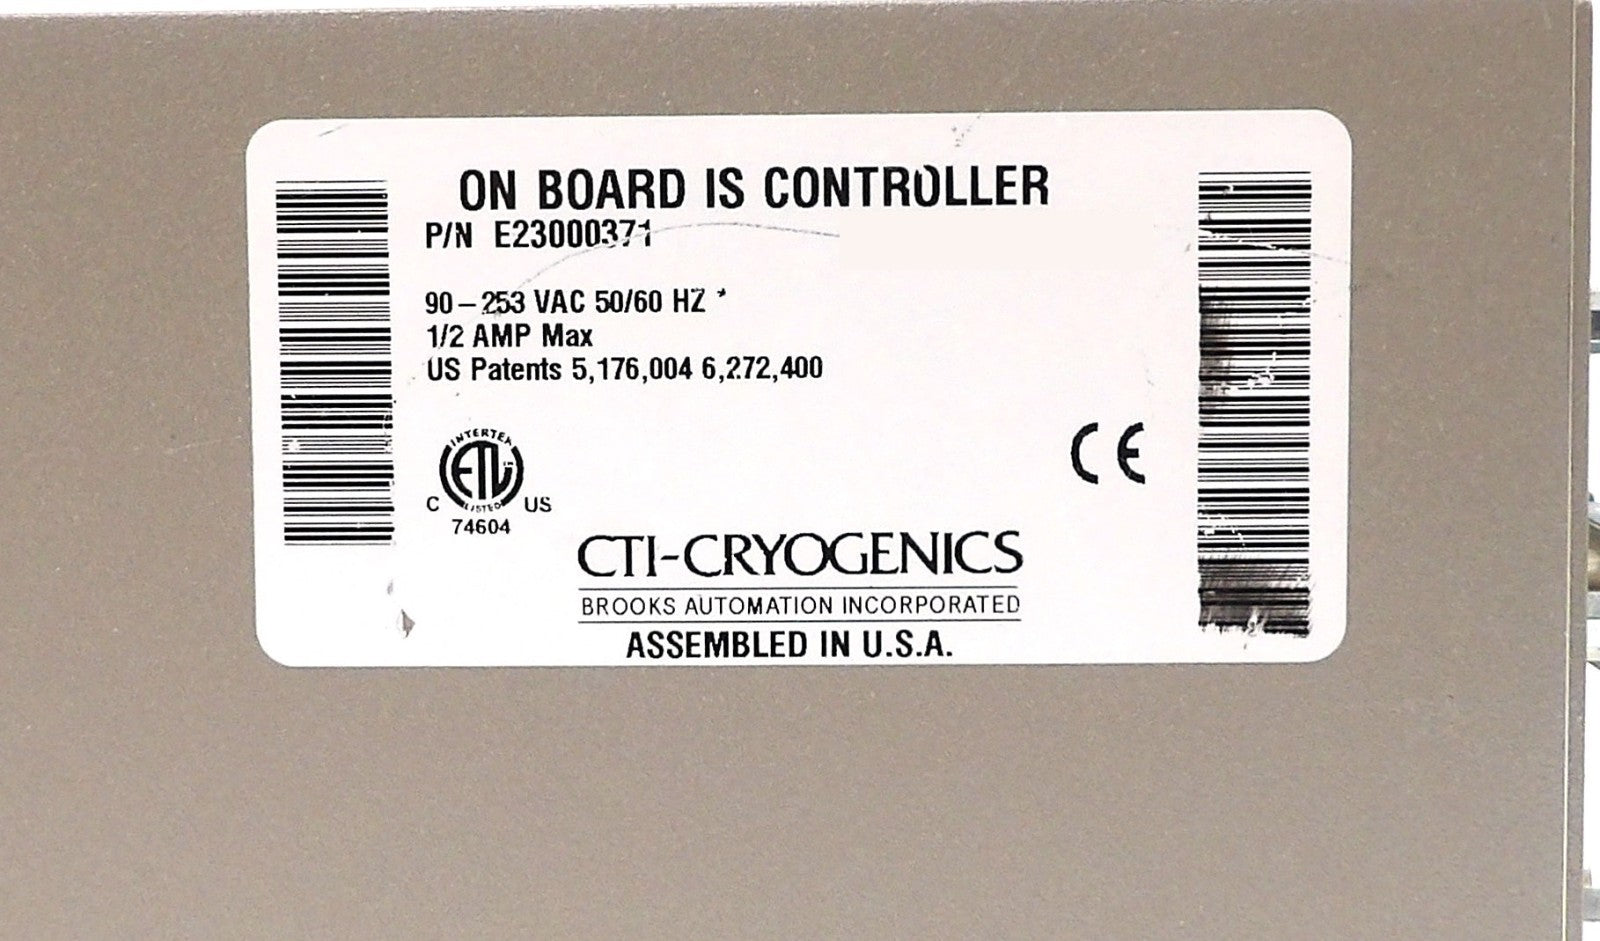 ON BOARD IS CONTROLLER
P/N E23000371
90-253 VAC 50/60 HZ *
1/2 AMP Max
US Patents 5,176,004 6,272,400
INTERTEK
ETL
LISTED
C US
74604
CE
CTI-CRYOGENICS
BROOKS AUTOMATION INCORPORATED
ASSEMBLED IN U.S.A.